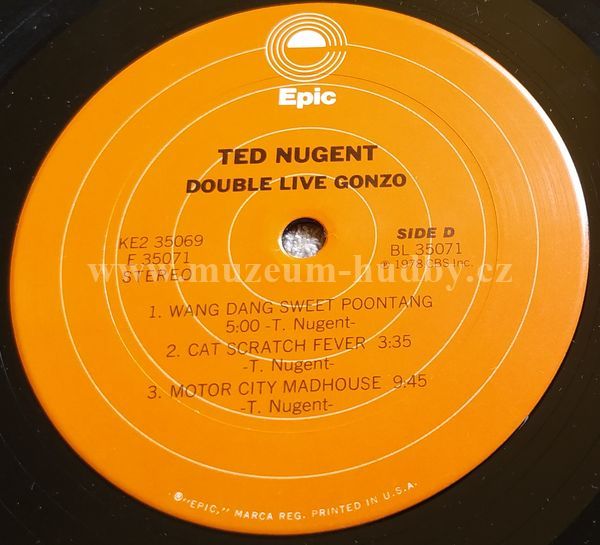 Epic
TED NUGENT
DOUBLE LIVE GONZO
KE2 35069
E 35071
STEREO
SIDE D
BL 35071
℗ 1978 CBS Inc.
www.muzeum-hudby.cz
1. WANG DANG SWEET POONTANG
5:00 -T. Nugent-
2. CAT SCRATCH FEVER 3:35
-T. Nugent-
3. MOTOR CITY MADHOUSE 9:45
-T. Nugent-
®"EPIC," MARCA REG. PRINTED IN U.S.A.